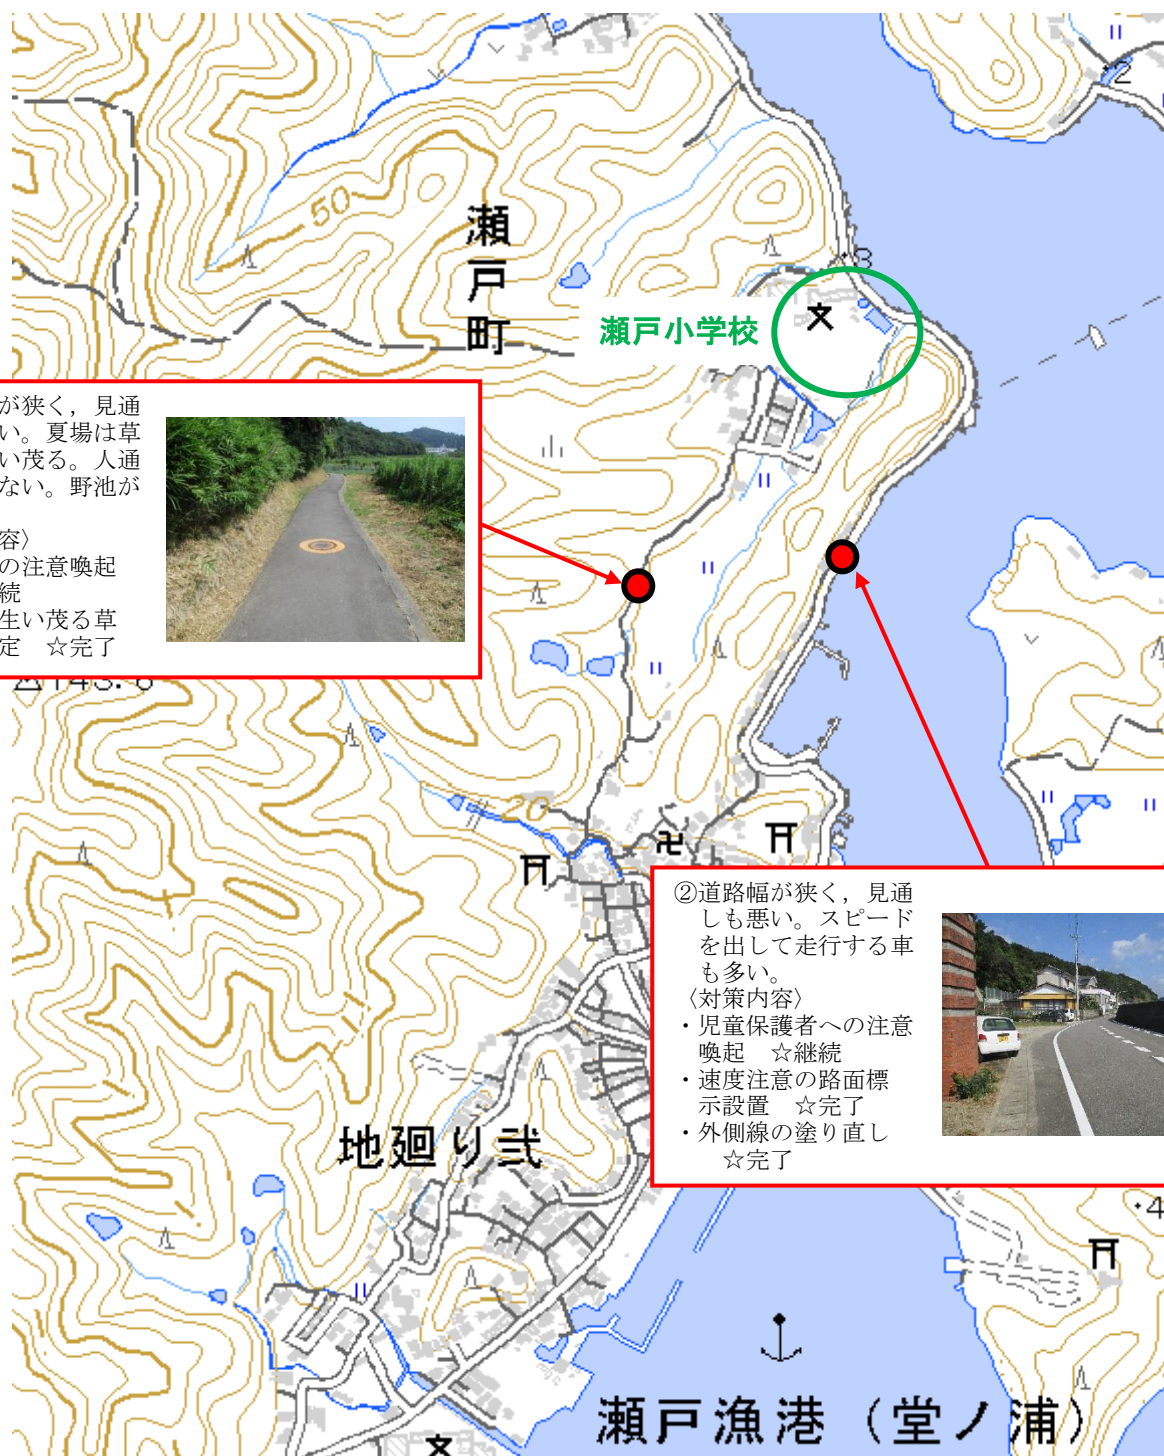 2
50
瀬戸町
3
瀬戸小学校
が狭く，見通
い。夏場は草
い茂る。人通
ない。野池が
容〉
の注意喚起
続
生い茂る草
定　☆完了
20
②道路幅が狭く，見通
しも悪い。スピード
を出して走行する車
も多い。
〈対策内容〉
・児童保護者への注意
喚起　☆継続
・速度注意の路面標
示設置　☆完了
・外側線の塗り直し
☆完了
地廻り弐
4
瀬戸漁港（堂ノ浦）